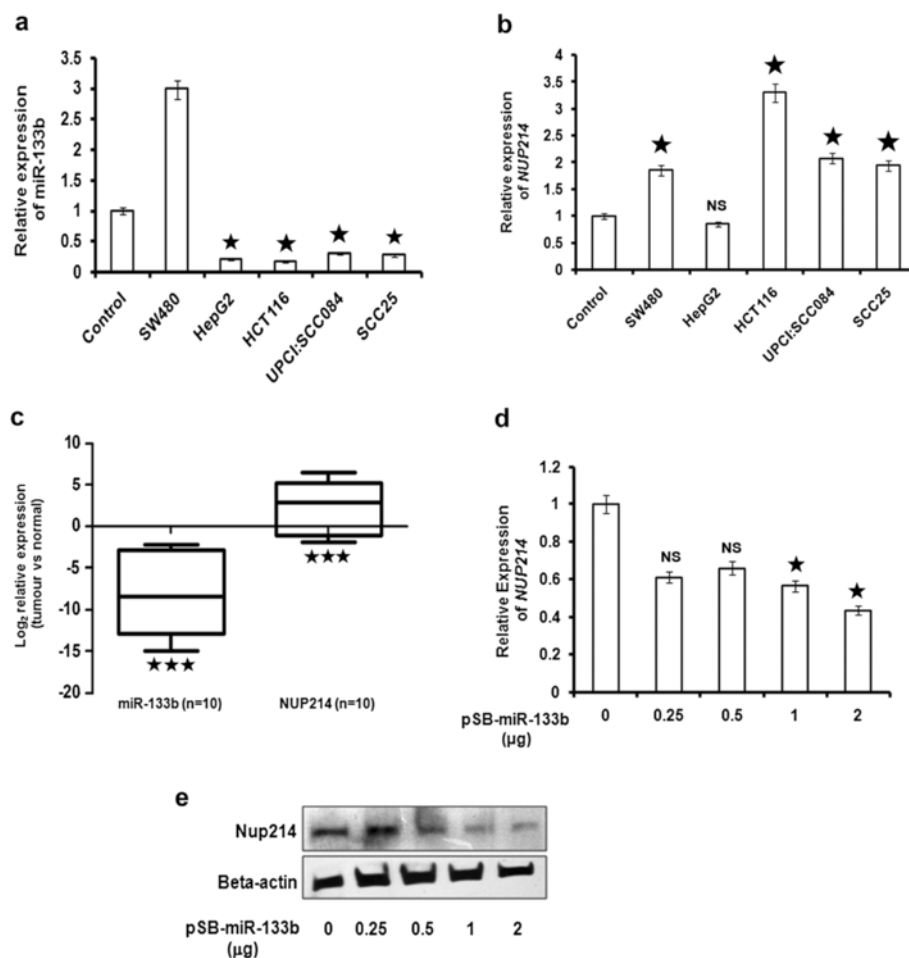 a
Relative expression
of miR-133b
3.5
3
2.5
2
1.5
1
0.5
0
Control
SW480
HepG2
HCT116
UPCI:SCC084
SCC25
b
Relative expression
of NUP214
4
3.5
3
2.5
2
1.5
1
0.5
0
NS
Control
SW480
HepG2
HCT116
UPCI:SCC084
SCC25
c
Log2 relative expression
(tumour vs normal)
10
5
0
-5
-10
-15
-20
miR-133b (n=10) NUP214 (n=10)
d
Relative Expression
of NUP214
1.2
1
0.8
0.6
0.4
0.2
0
NS NS
pSB-miR-133b 0 0.25 0.5 1 2
(µg)
e
Nup214
Beta-actin
pSB-miR-133b 0 0.25 0.5 1 2
(µg)